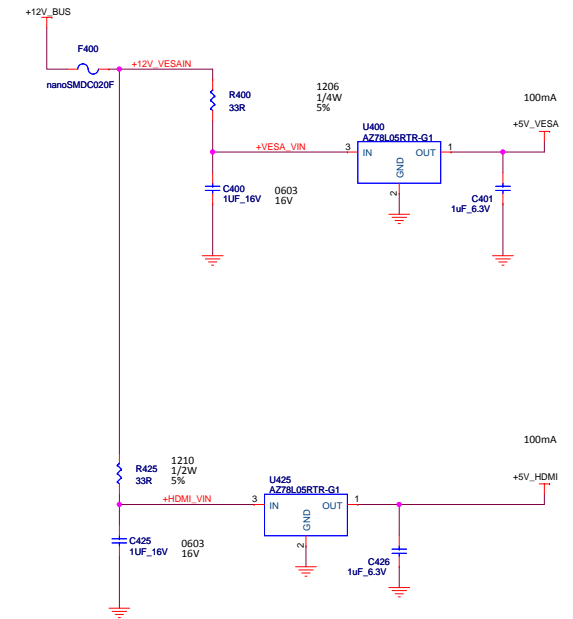 +12V_BUS
F400
nanoSMDC020F
+12V_VESAIN
R400
33R
1206
1/4W
5%
100mA
+5V_VESA
U400
AZ78L05RTR-G1
+VESA_VIN
3
IN
OUT
1
GND
2
C400
1UF_16V
0603
16V
C401
1uF_6.3V
100mA
+5V_HDMI
R425
33R
1210
1/2W
5%
U425
AZ78L05RTR-G1
+HDMI_VIN
3
IN
OUT
1
GND
2
C425
1UF_16V
0603
16V
C426
1uF_6.3V